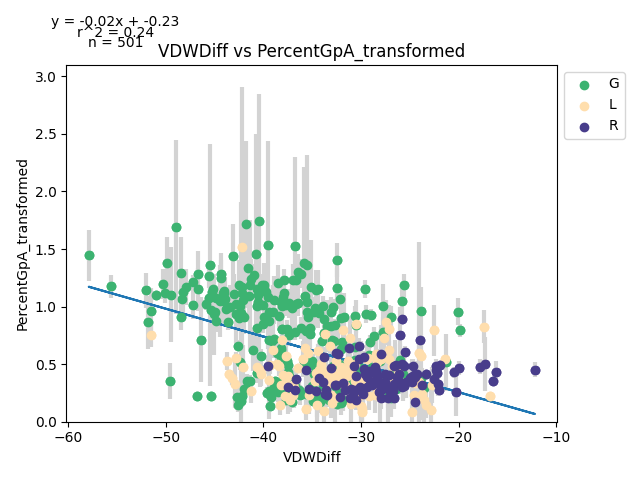 y = -0.02x + -0.23
r^2 = 0.24
n = 501
VDWDiff vs PercentGpA_transformed
G
L
R
PercentGpA_transformed
3.0
2.5
2.0
1.5
1.0
0.5
0.0
−60
−50
−40
−30
−20
−10
VDWDiff